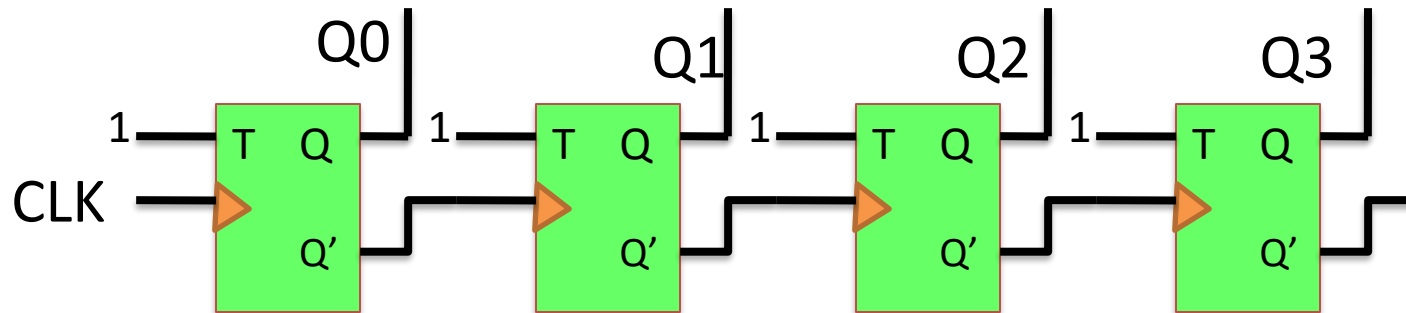 Q0 Q1 Q2 Q3
1 T Q 1 T Q 1 T Q 1 T Q
CLK
Q’ Q’ Q’ Q’